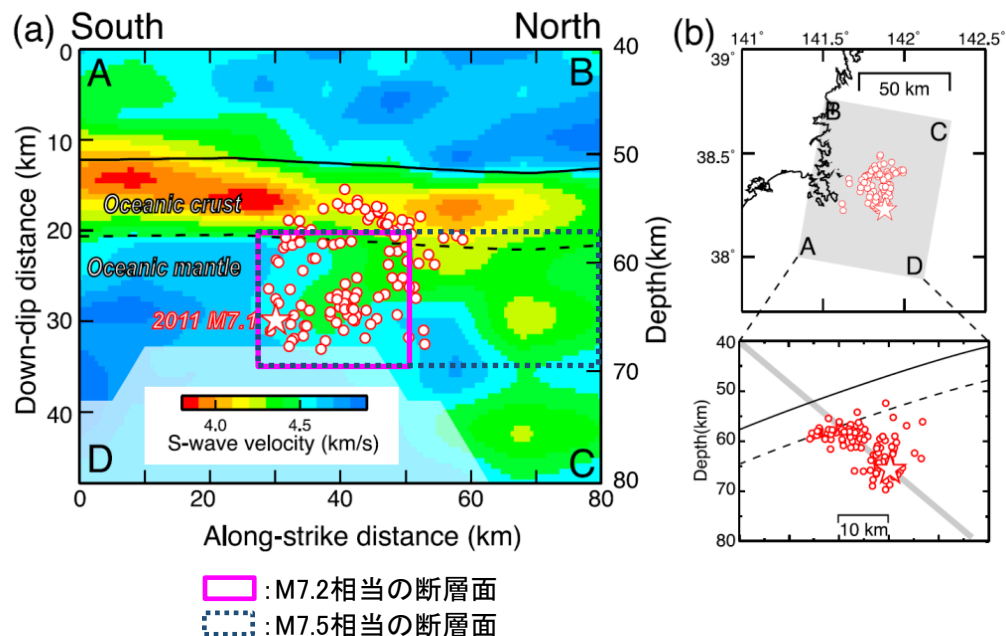 (a) South North
A B
0
10
20
30
40
Down-dip distance (km)
40
50
60
70
80
Depth(km)
Oceanic crust
Oceanic mantle
2011 M7.1
4.0 4.5
S-wave velocity (km/s)
D C
0 20 40 60 80
Along-strike distance (km)
:M7.2相当の断層面
:M7.5相当の断層面
(b)
141° 141.5° 142° 142.5°
39°
38.5°
38°
50 km
B C
A D
40
50
60
70
80
Depth(km)
10 km